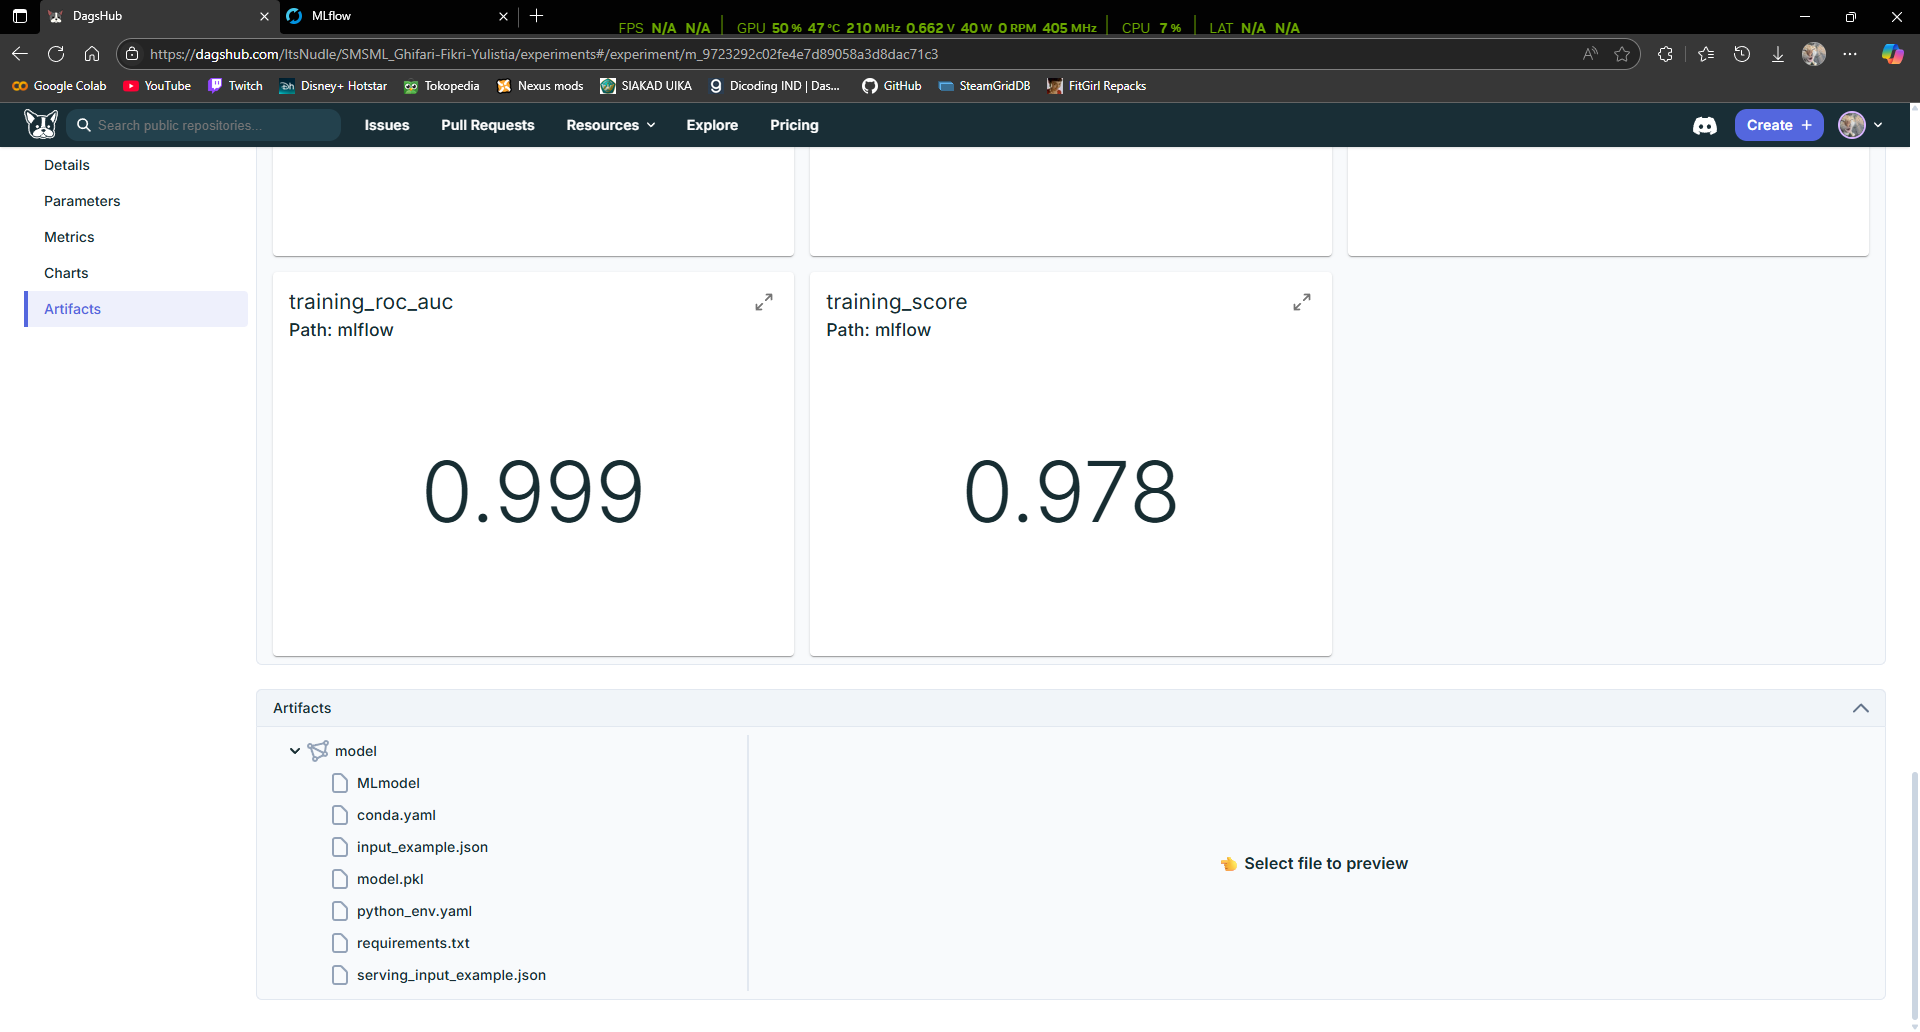 DagsHub
MLflow
FPS N/A N/A GPU 50 % 47 °C 210 MHz 0.662 V 40 W 0 RPM 405 MHz CPU 7 % LAT N/A N/A
https://dagshub.com/ItsNudle/SMSML_Ghifari-Fikri-Yulistia/experiments#/experiment/m_9723292c02fe4e7d89058a3d8dac71c3
Google Colab YouTube Twitch Disney+ Hotstar Tokopedia Nexus mods SIAKAD UIKA Dicoding IND | Das... GitHub SteamGridDB FitGirl Repacks
Search public repositories...
Issues Pull Requests Resources Explore Pricing Create +
Details
Parameters
Metrics
Charts
Artifacts
training_roc_auc
Path: mlflow
0.999
training_score
Path: mlflow
0.978
Artifacts
model
MLmodel
conda.yaml
input_example.json
model.pkl
python_env.yaml
requirements.txt
serving_input_example.json
👈 Select file to preview